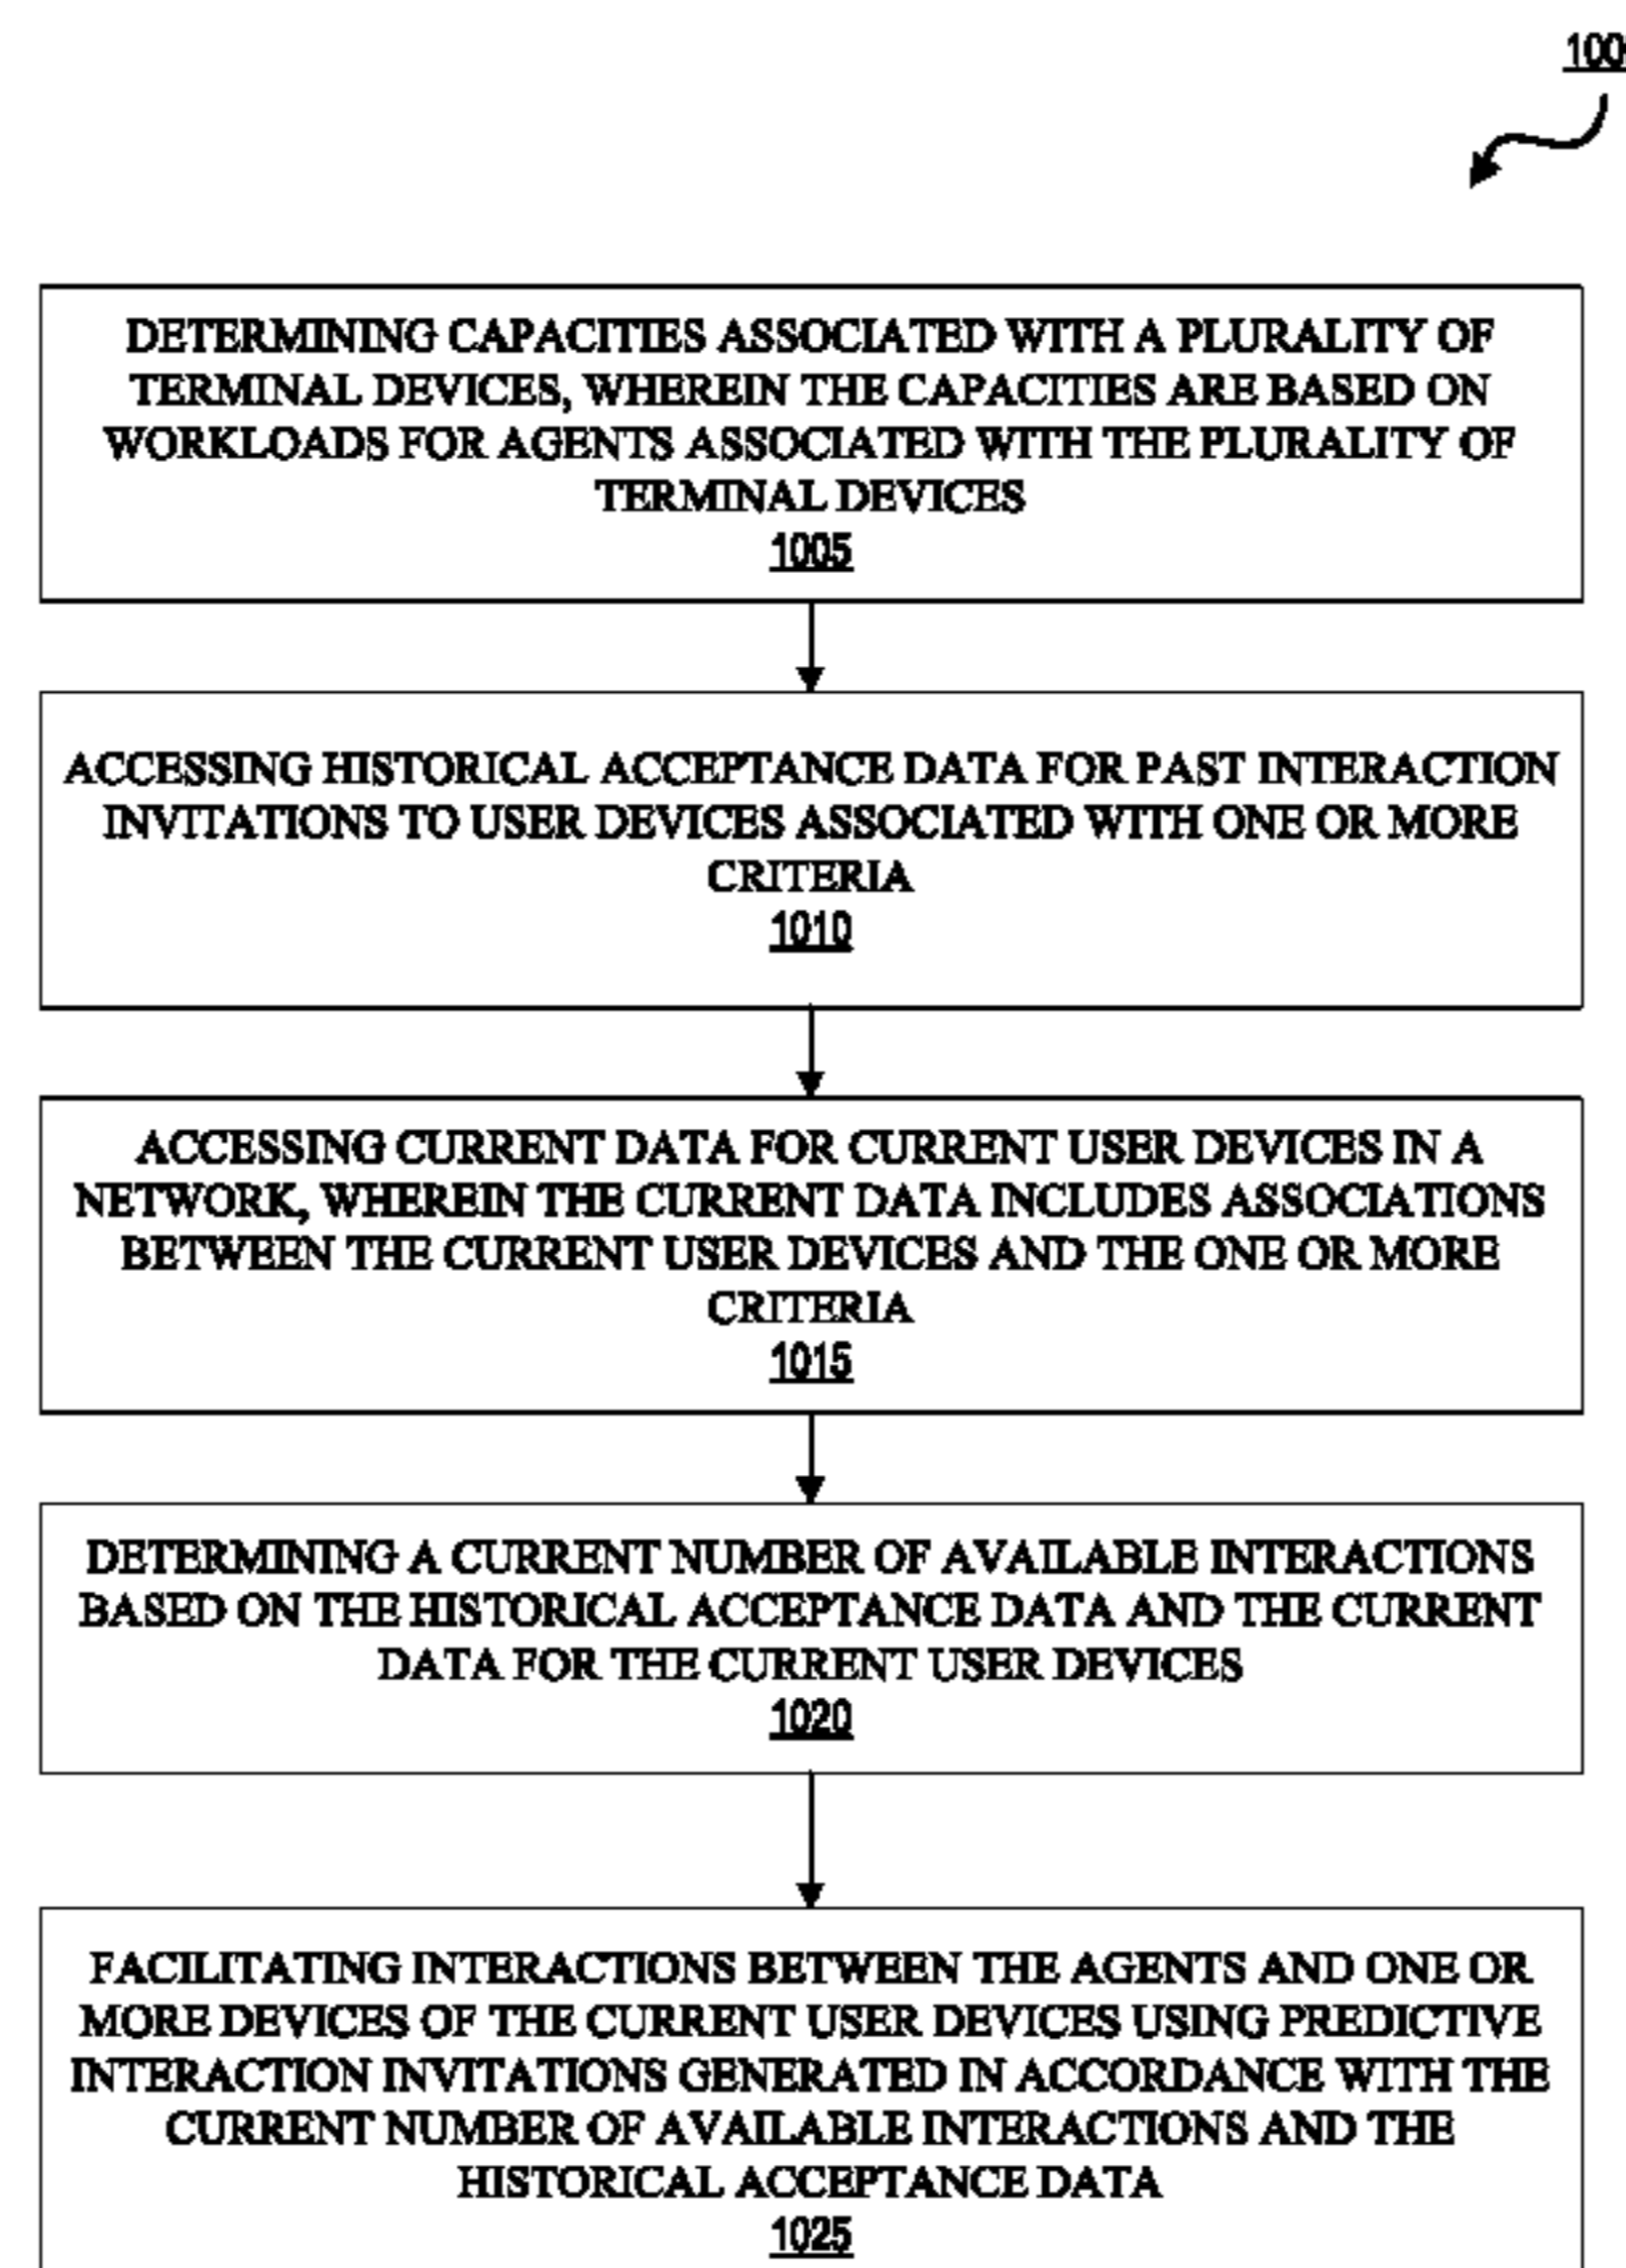 DETERMINING CAPACITIES ASSOCIATED WITH A PLURALITY OF
TERMINAL DEVICES, WHEREIN THE CAPACITIES ARE BASED ON
WORKLOADS FOR AGENTS ASSOCIATED WITH THE PLURALITY OF
TERMINAL DEVICES
1005
ACCESSING HISTORICAL ACCEPTANCE DATA FOR PAST INTERACTION
INVITATIONS TO USER DEVICES ASSOCIATED WITH ONE OR MORE
CRITERIA
1010
ACCESSING CURRENT DATA FOR CURRENT USER DEVICES IN A
NETWORK, WHEREIN THE CURRENT DATA INCLUDES ASSOCIATIONS
BETWEEN THE CURRENT USER DEVICES AND THE ONE OR MORE
CRITERIA
1015
DETERMINING A CURRENT NUMBER OF AVAILABLE INTERACTIONS
BASED ON THE HISTORICAL ACCEPTANCE DATA AND THE CURRENT
DATA FOR THE CURRENT USER DEVICES
1020
FACILITATING INTERACTIONS BETWEEN THE AGENTS AND ONE OR
MORE DEVICES OF THE CURRENT USER DEVICES USING PREDICTIVE
INTERACTION INVITATIONS GENERATED IN ACCORDANCE WITH THE
CURRENT NUMBER OF AVAILABLE INTERACTIONS AND THE
HISTORICAL ACCEPTANCE DATA
1025